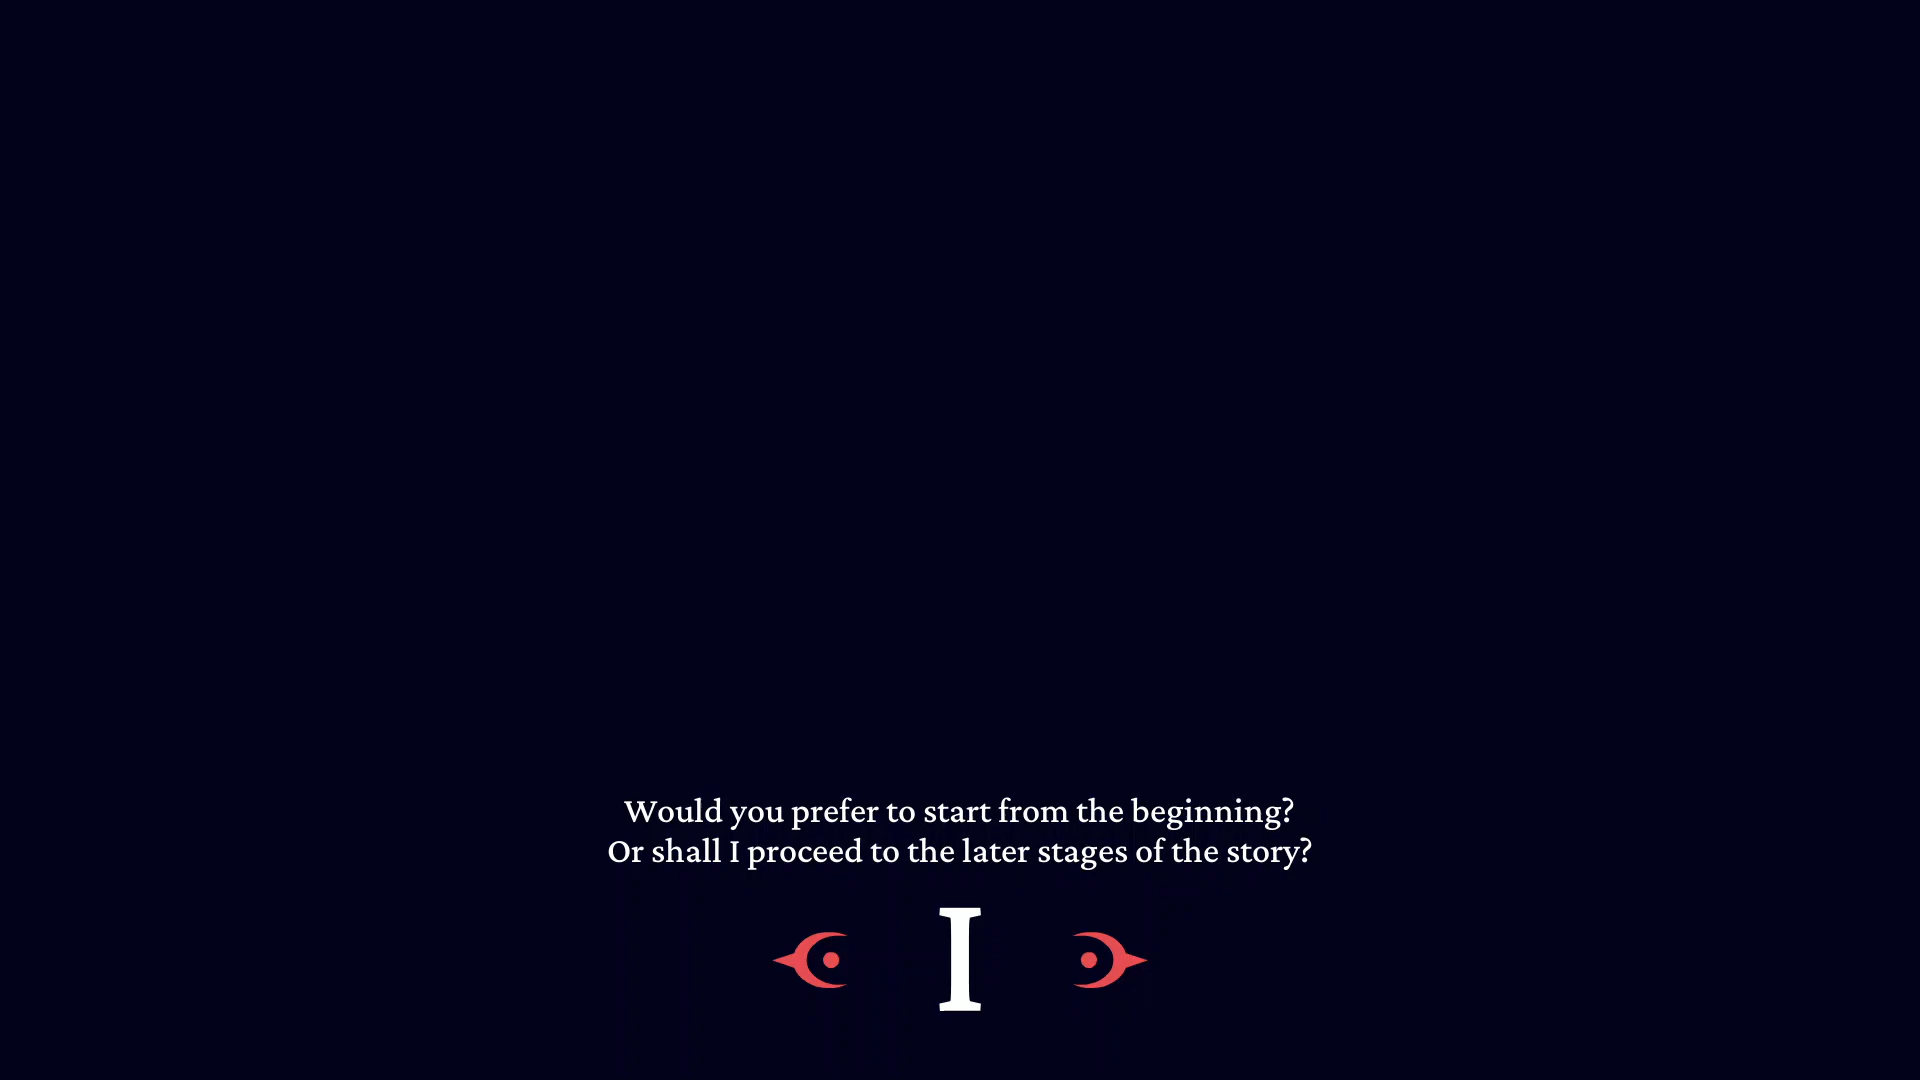 Would you prefer to start from the beginning?
Or shall I proceed to the later stages of the story?
I